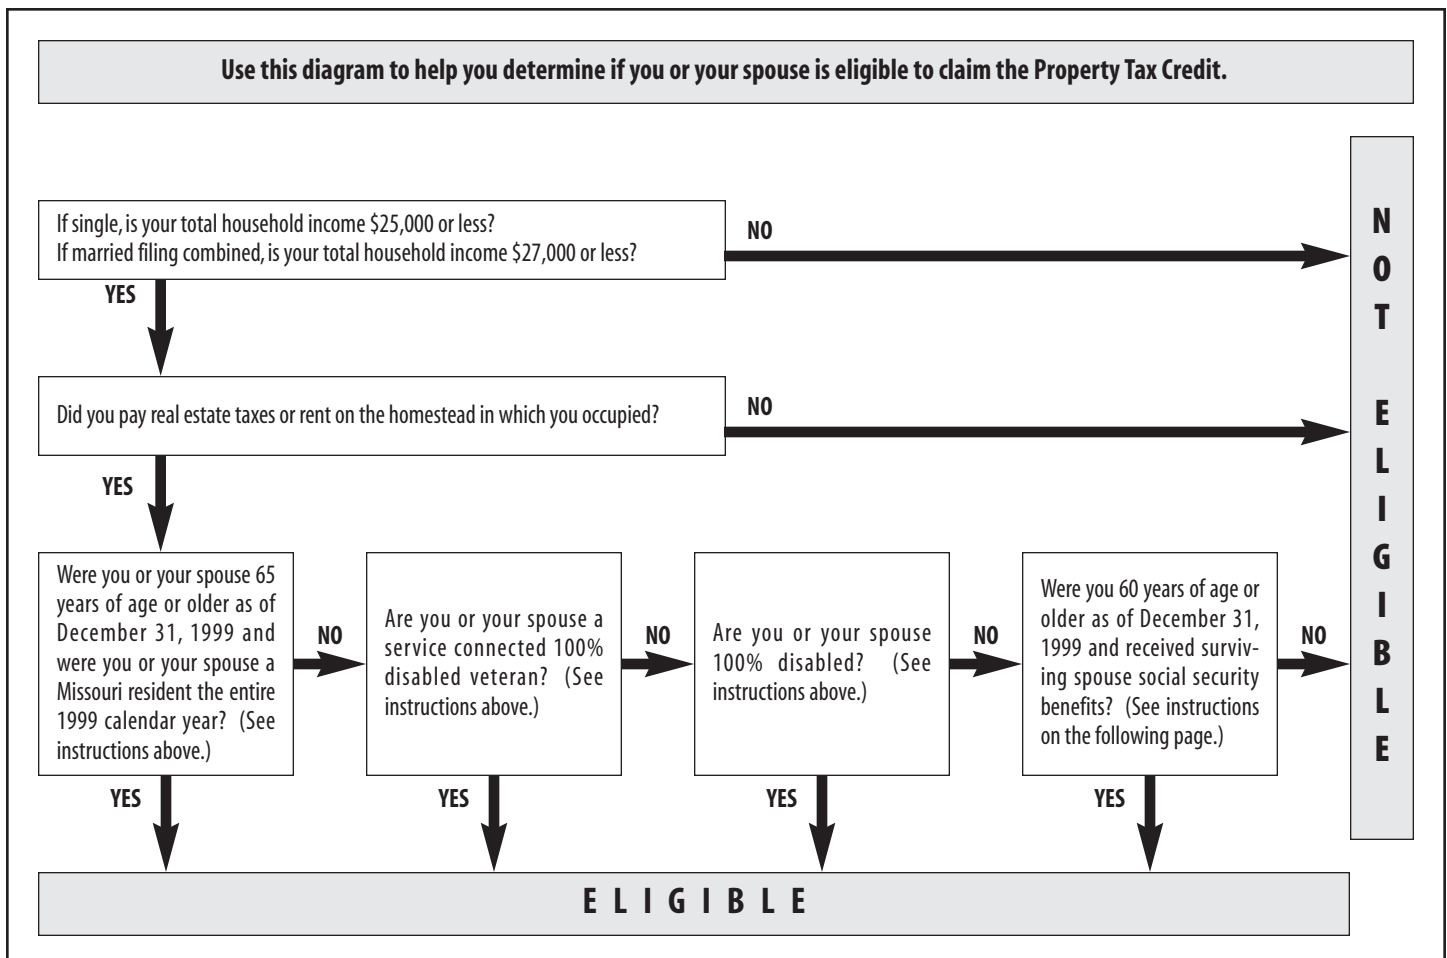 Use this diagram to help you determine if you or your spouse is eligible to claim the Property Tax Credit.
If single, is your total household income $25,000 or less?
If married filing combined, is your total household income $27,000 or less?
NO
YES
Did you pay real estate taxes or rent on the homestead in which you occupied?
NO
YES
Were you or your spouse 65
years of age or older as of
December 31, 1999 and
were you or your spouse a
Missouri resident the entire
1999 calendar year? (See
instructions above.)
NO
YES
Are you or your spouse a
service connected 100%
disabled veteran? (See
instructions above.)
NO
YES
Are you or your spouse
100% disabled? (See
instructions above.)
NO
YES
Were you 60 years of age or
older as of December 31,
1999 and received surviv-
ing spouse social security
benefits? (See instructions
on the following page.)
NO
YES
NOT ELIGIBLE
ELIGIBLE